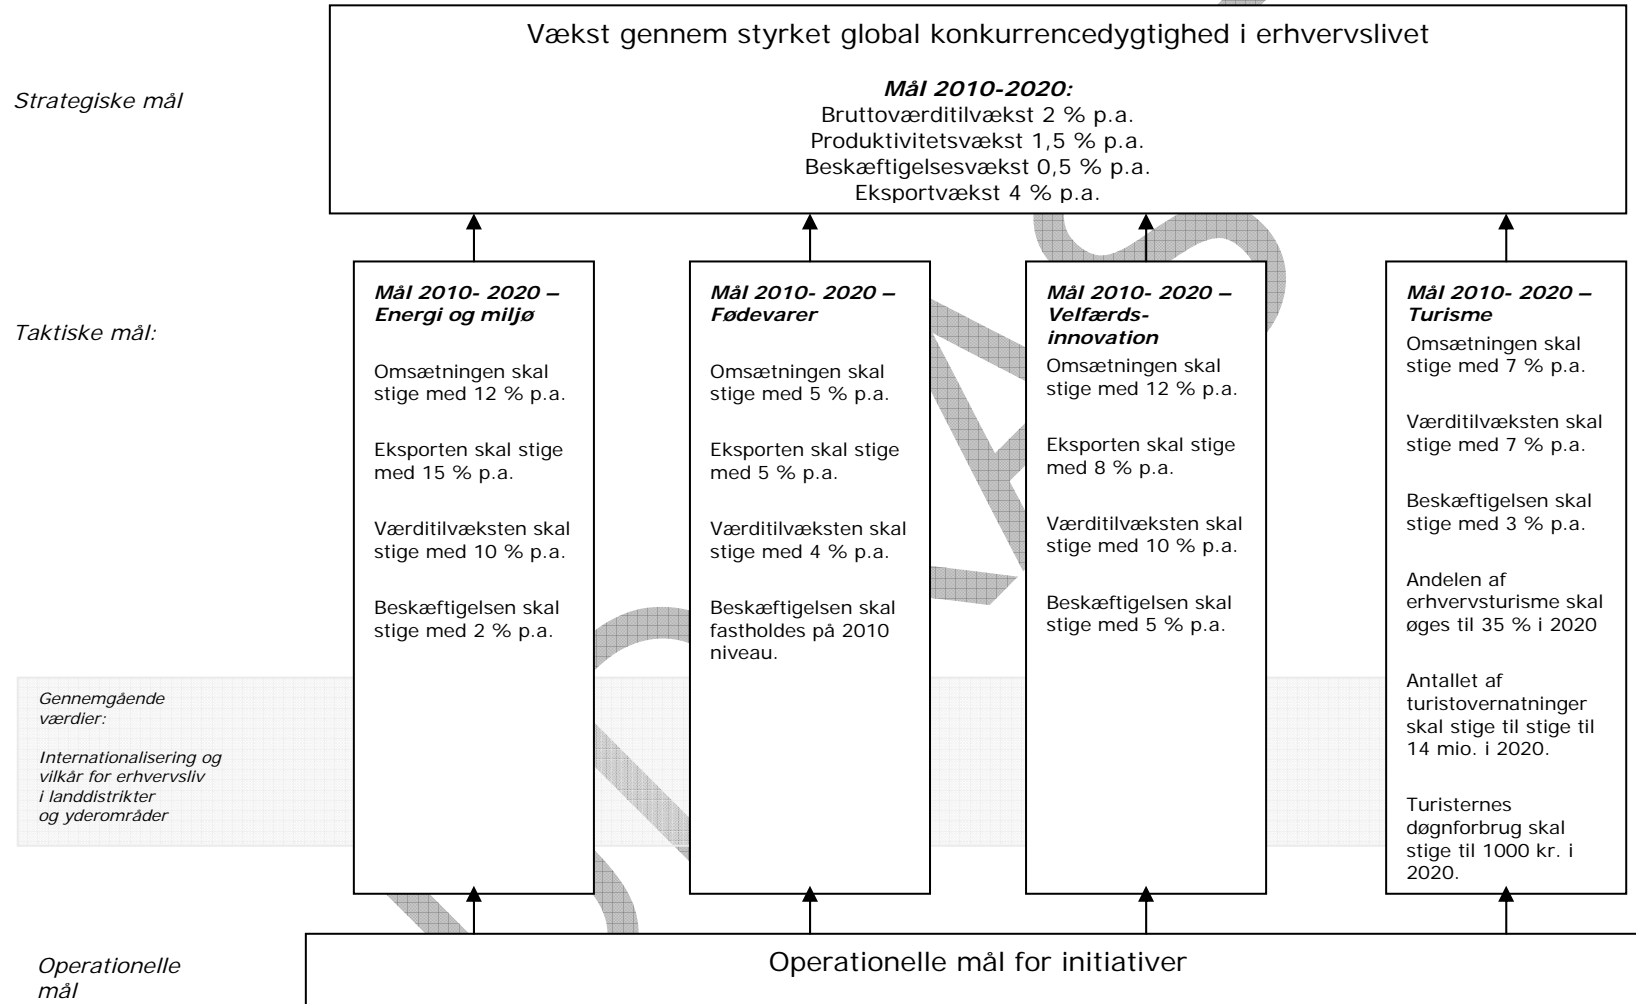 Vækst gennem styrket global konkurrencedygtighed i erhvervslivet
Strategiske mål
Mål 2010-2020:
Bruttoværditilvækst 2 % p.a.
Produktivitetsvækst 1,5 % p.a.
Beskæftigelsesvækst 0,5 % p.a.
Eksportvækst 4 % p.a.
Taktiske mål:
Mål 2010- 2020 –
Energi og miljø
Omsætningen skal
stige med 12 % p.a.
Eksporten skal stige
med 15 % p.a.
Værditilvæksten skal
stige med 10 % p.a.
Beskæftigelsen skal
stige med 2 % p.a.
Mål 2010- 2020 –
Fødevarer
Omsætningen skal
stige med 5 % p.a.
Eksporten skal stige
med 5 % p.a.
Værditilvæksten skal
stige med 4 % p.a.
Beskæftigelsen skal
fastholdes på 2010
niveau.
Mål 2010- 2020 –
Velfærds-
innovation
Omsætningen skal
stige med 12 % p.a.
Eksporten skal stige
med 8 % p.a.
Værditilvæksten skal
stige med 10 % p.a.
Beskæftigelsen skal
stige med 5 % p.a.
Mål 2010- 2020 –
Turisme
Omsætningen skal
stige med 7 % p.a.
Værditilvæksten skal
stige med 7 % p.a.
Beskæftigelsen skal
stige med 3 % p.a.
Andelen af
erhvervsturisme skal
øges til 35 % i 2020
Antallet af
turistovernatninger
skal stige til stige til
14 mio. i 2020.
Turisternes
døgnforbrug skal
stige til 1000 kr. i
2020.
Gennemgående
værdier:
Internationalisering og
vilkår for erhvervsliv
i landdistrikter
og yderområder
Operationelle
mål
Operationelle mål for initiativer